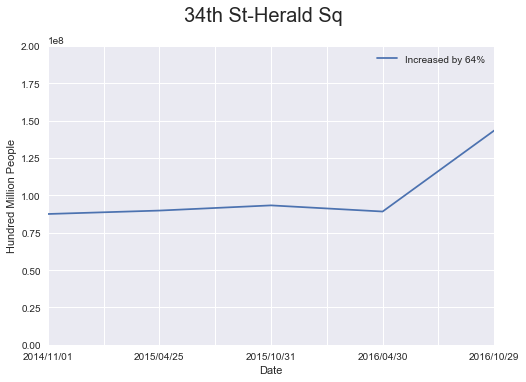 34th St-Herald Sq
1e8
2.00
1.75
1.50
1.25
1.00
0.75
0.50
0.25
0.00
Hundred Million People
Increased by 64%
2014/11/01
2015/04/25
2015/10/31
2016/04/30
2016/10/29
Date